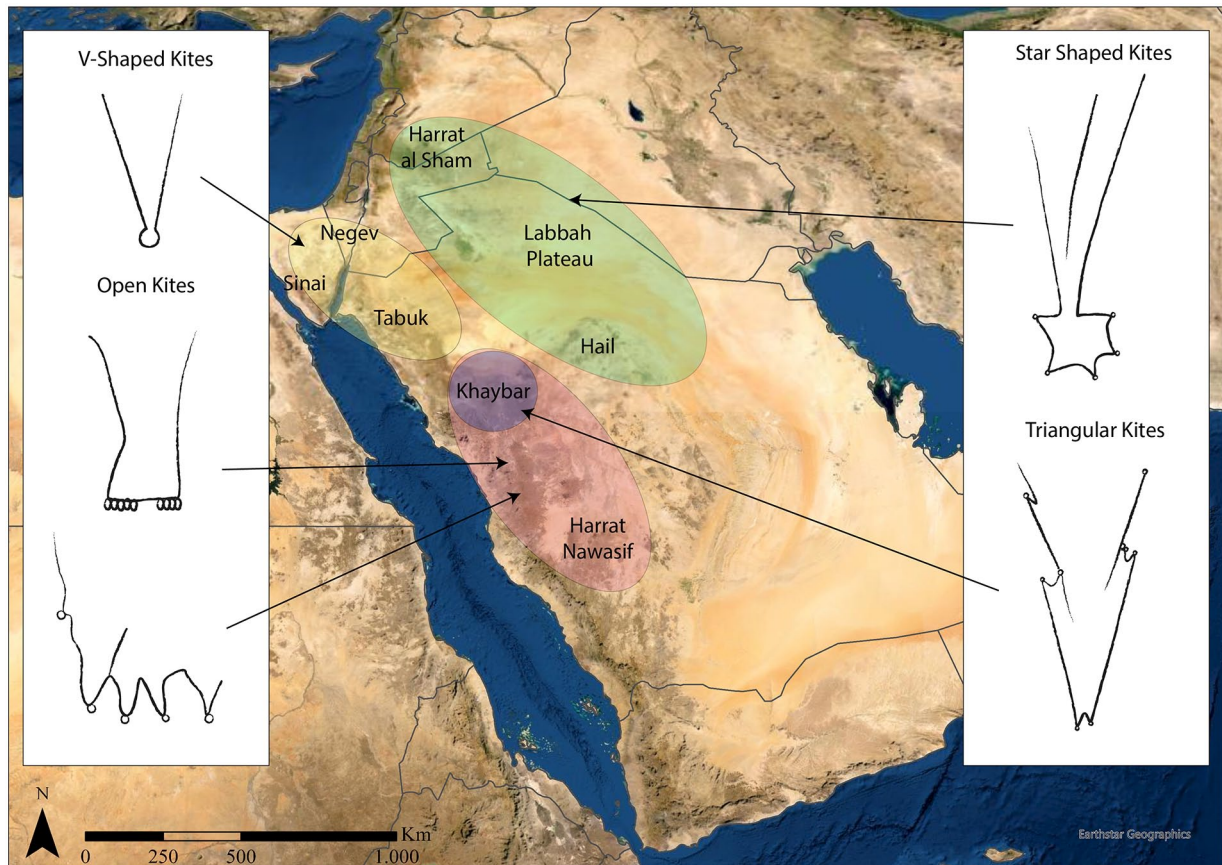 V-Shaped Kites
Open Kites
Star Shaped Kites
Triangular Kites
Harrat
al Sham
Negev
Sinai
Tabuk
Labbah
Plateau
Hail
Khaybar
Harrat
Nawasif
N
Km
0 250 500 1.000
Earthstar Geographics